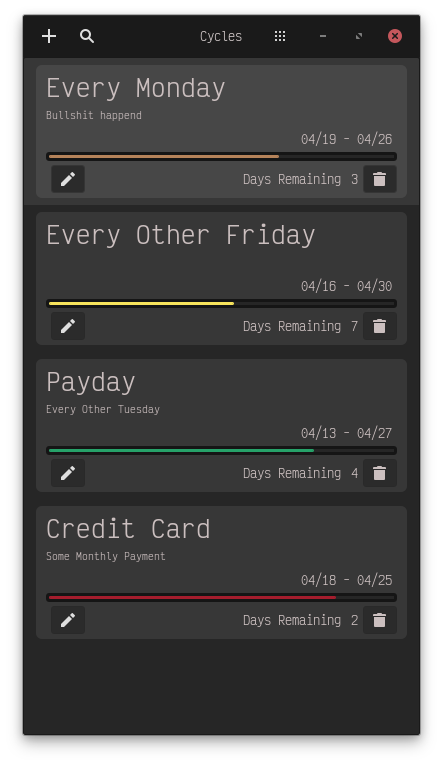 Cycles
Every Monday
Bullshit happend
04/19 - 04/26
Days Remaining 3
Every Other Friday
04/16 - 04/30
Days Remaining 7
Payday
Every Other Tuesday
04/13 - 04/27
Days Remaining 4
Credit Card
Some Monthly Payment
04/18 - 04/25
Days Remaining 2